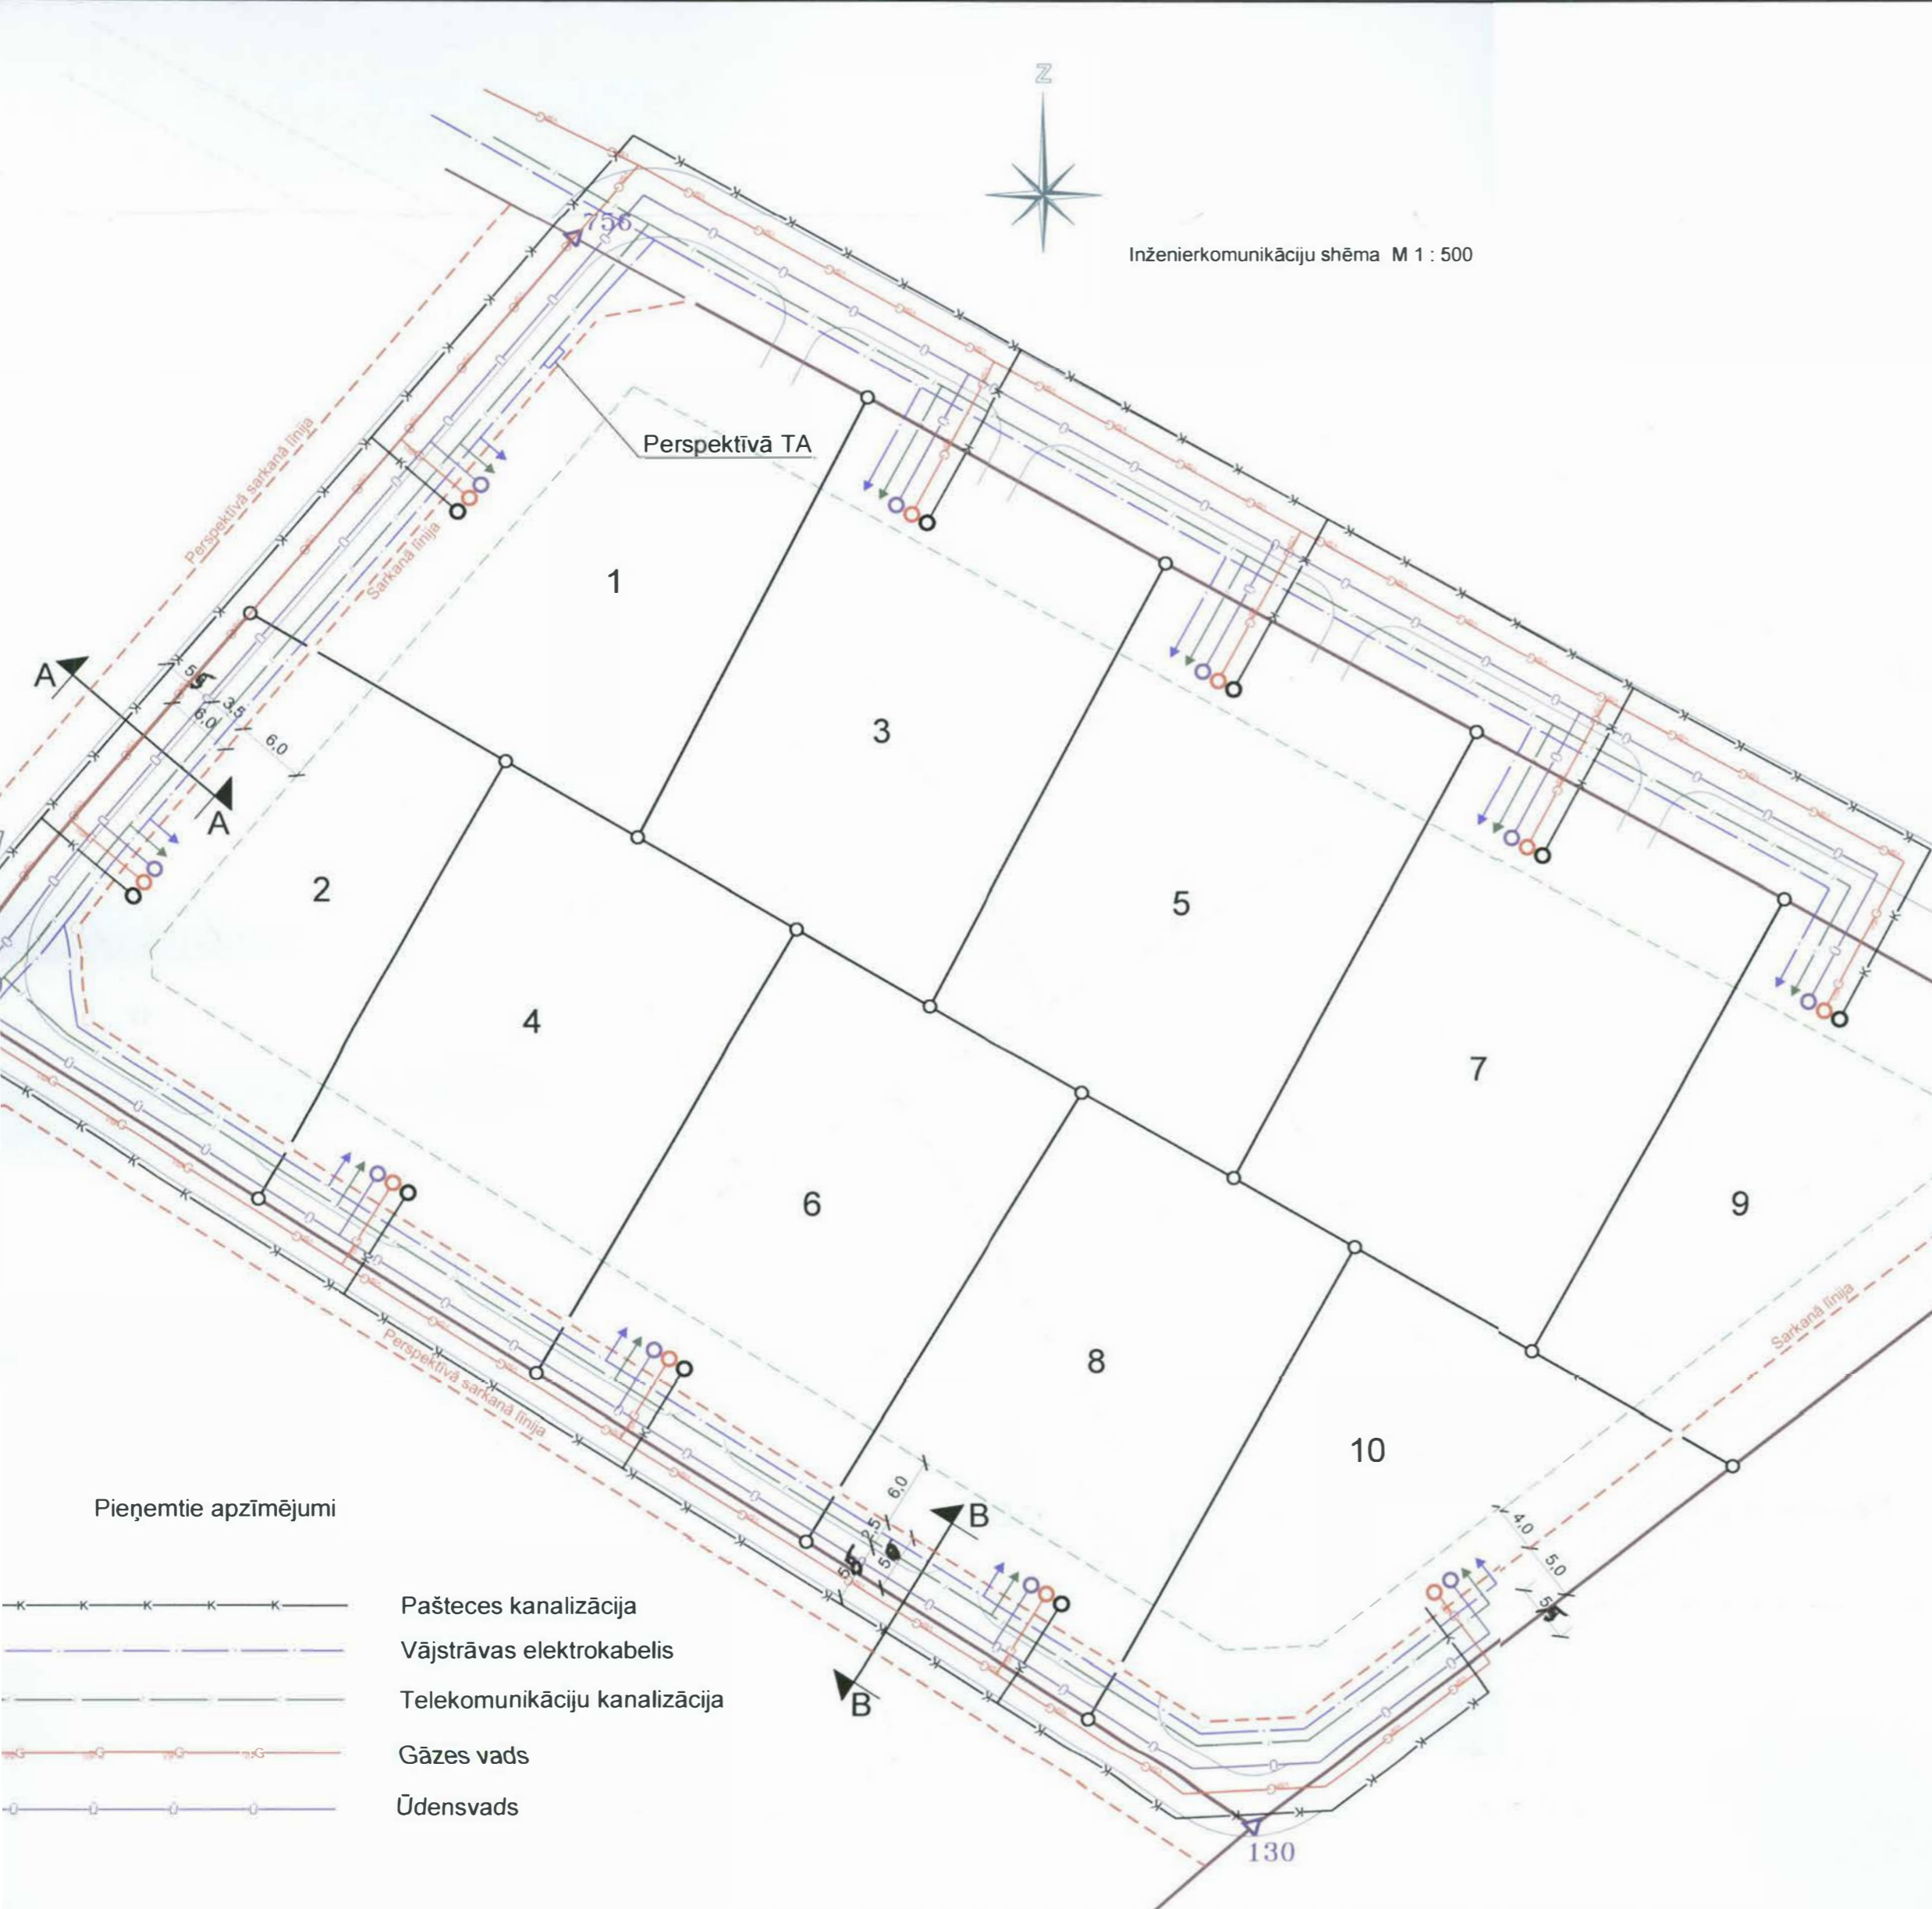 Z
756
Inženierkomunikāciju shēma M 1 : 500
Perspektīvā TA
Perspektīvā sarkanā līnija
Sarkanā līnija
1
A
3,5
6,0
6,0
A
3
2
5
4
7
6
9
Sarkanā līnija
8
Perspektīvā sarkanā līnija
10
6,0
B
2,5
4,0
5,0
B
Pieņemtie apzīmējumi
K K K K K
Pašteces kanalizācija
Vājstrāvas elektrokabelis
Telekomunikāciju kanalizācija
G G G G
Gāzes vads
Ū Ū Ū Ū
Ūdensvads
130